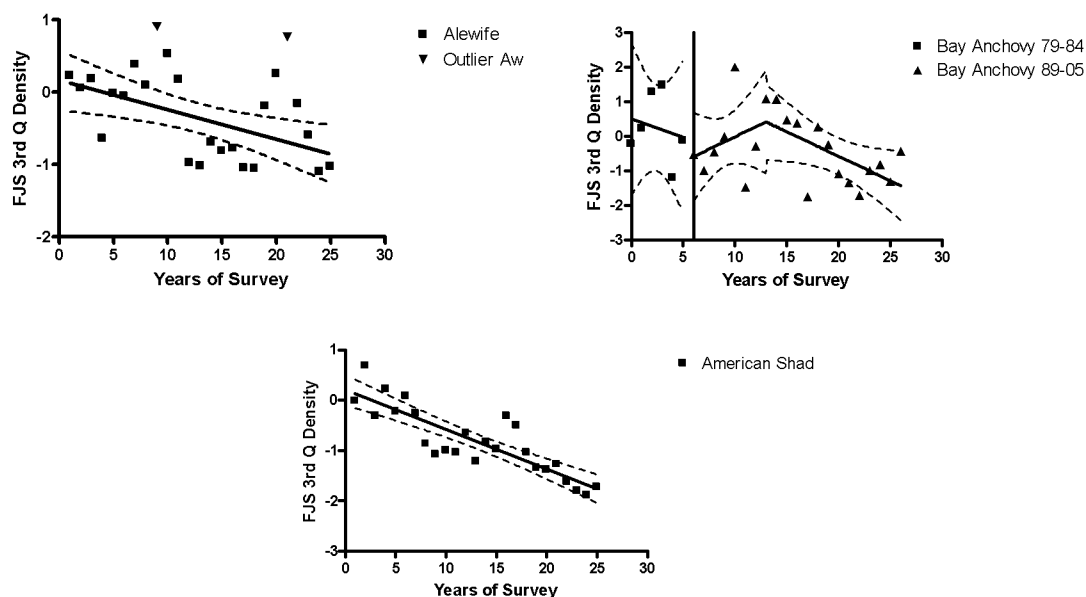 FJS 3rd Q Density
1
0
-1
-2
0 5 10 15 20 25 30
Years of Survey
Alewife
Outlier Aw
FJS 3rd Q Density
3
2
1
0
-1
-2
-3
0 5 10 15 20 25 30
Years of Survey
Bay Anchovy 79-84
Bay Anchovy 89-05
FJS 3rd Q Density
1
0
-1
-2
-3
0 5 10 15 20 25 30
Years of Survey
American Shad